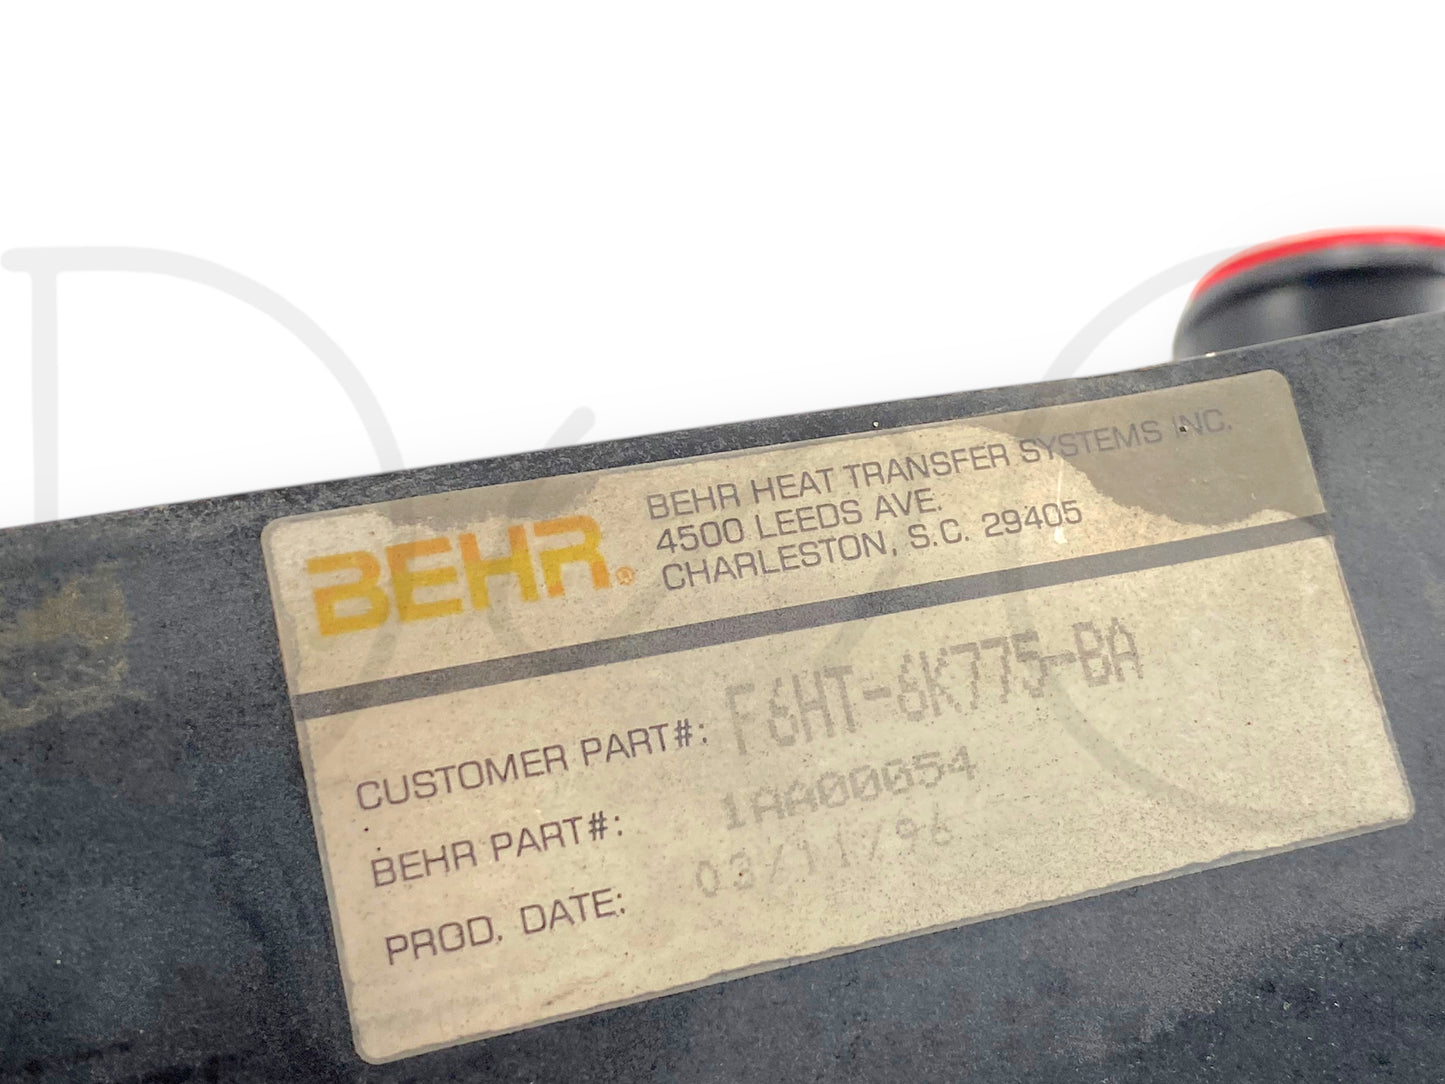 BEHR®
BEHR HEAT TRANSFER SYSTEMS INC.
4500 LEEDS AVE.
CHARLESTON, S.C. 29405
CUSTOMER PART#: F6HT-6K775-BA
BEHR PART#: 1AA00054
PROD. DATE: 03/11/96